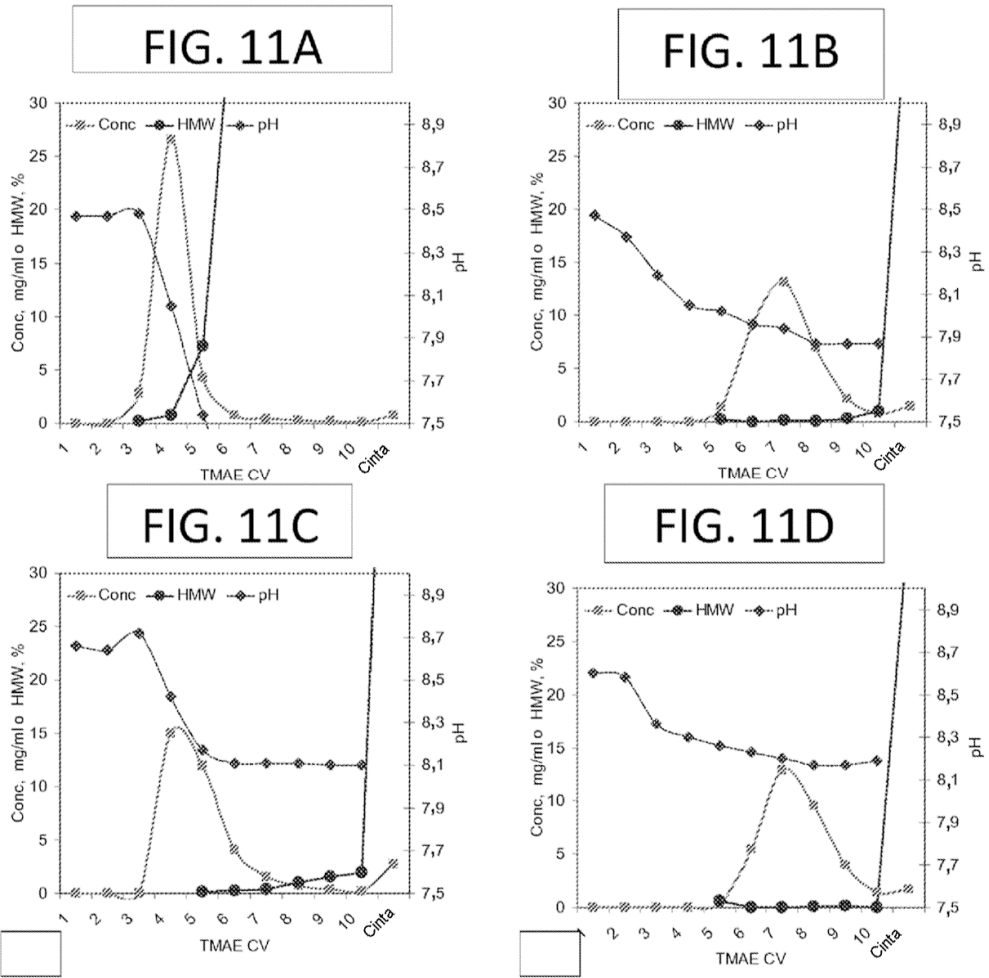 FIG. 11A
30
25
20
15
10
5
0
Conc, mg/ml o HMW, %
Conc HMW pH
8,9
8,7
8,5
8,3
8,1
7,9
7,7
7,5
pH
1 2 3 4 5 6 7 8 9 10 Cinta
TMAE CV
FIG. 11B
30
25
20
15
10
5
0
Conc, mg/ml o HMW, %
Conc HMW pH
8,9
8,7
8,5
8,3
8,1
7,9
7,7
7,5
pH
1 2 3 4 5 6 7 8 9 10 Cinta
TMAE CV
FIG. 11C
30
25
20
15
10
5
0
Conc, mg/ml o HMW, %
Conc HMW pH
8,9
8,7
8,5
8,3
8,1
7,9
7,7
7,5
pH
1 2 3 4 5 6 7 8 9 10 Cinta
TMAE CV
FIG. 11D
30
25
20
15
10
5
0
Conc, mg/ml o HMW, %
Conc HMW pH
8,9
8,7
8,5
8,3
8,1
7,9
7,7
7,5
pH
1 2 3 4 5 6 7 8 9 10 Cinta
TMAE CV